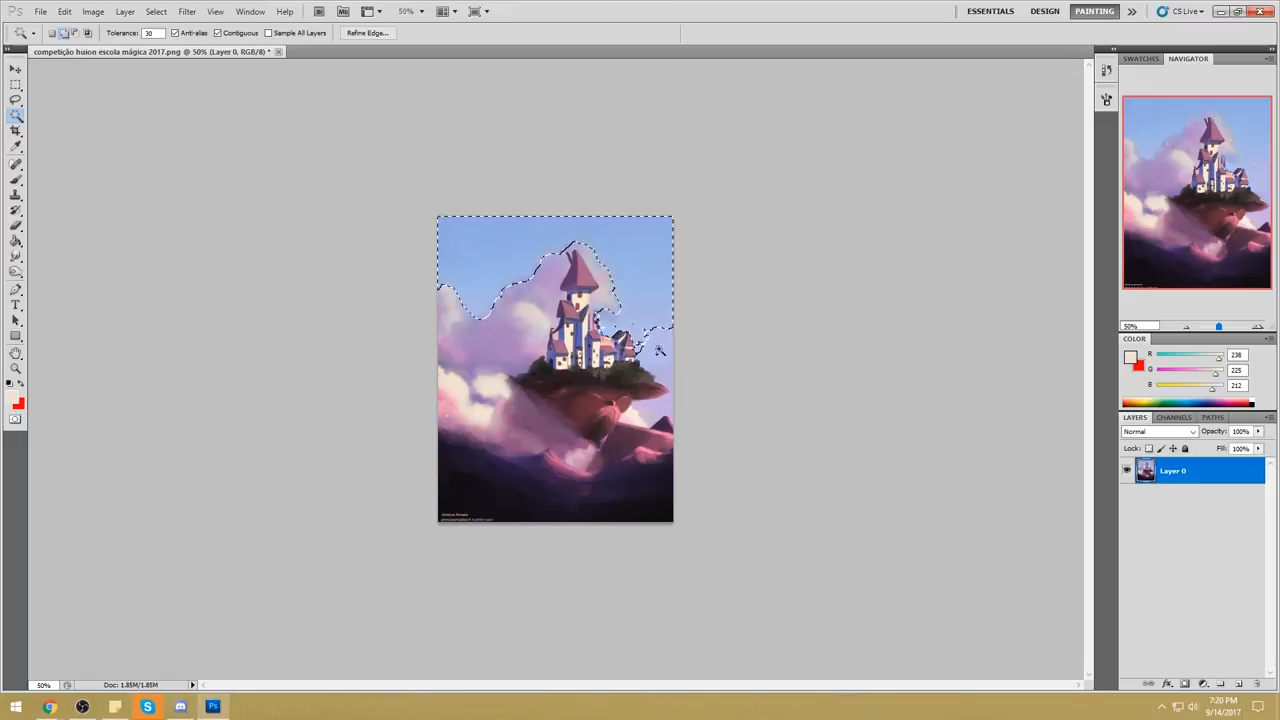 Ps File Edit Image Layer Select Filter Analysis View Window Help Br Mb 50% ESSENTIALS DESIGN PAINTING CS Live
Tolerance: 30 Anti-alias Contiguous Sample All Layers Refine Edge...
competição huion escola mágica 2017.png @ 50% (Layer 0, RGB/8) *
SWATCHES NAVIGATOR
50%
COLOR
R 238
G 225
B 212
LAYERS CHANNELS PATHS
Normal Opacity: 100%
Lock: Fill: 100%
Layer 0
50% Doc: 1.85M/1.85M
7:20 PM
9/14/2017